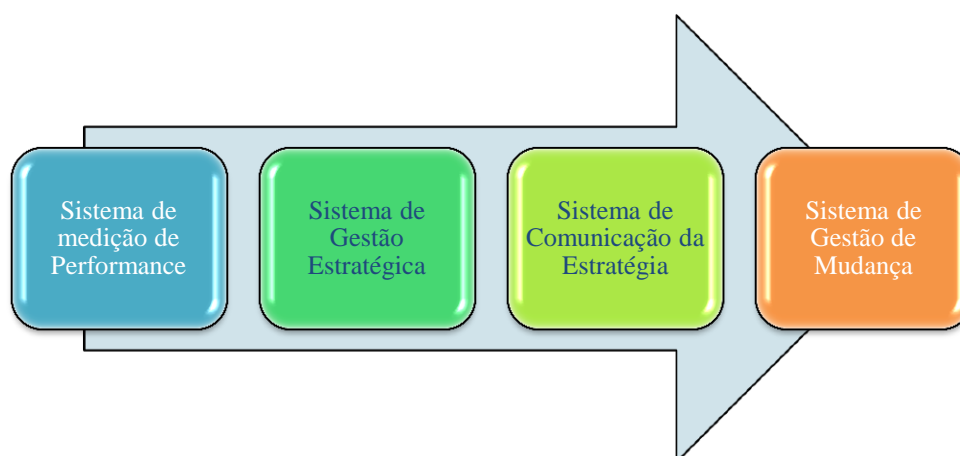 Sistema de
medição de
Performance
Sistema de
Gestão
Estratégica
Sistema de
Comunicação da
Estratégia
Sistema de
Gestão de
Mudança